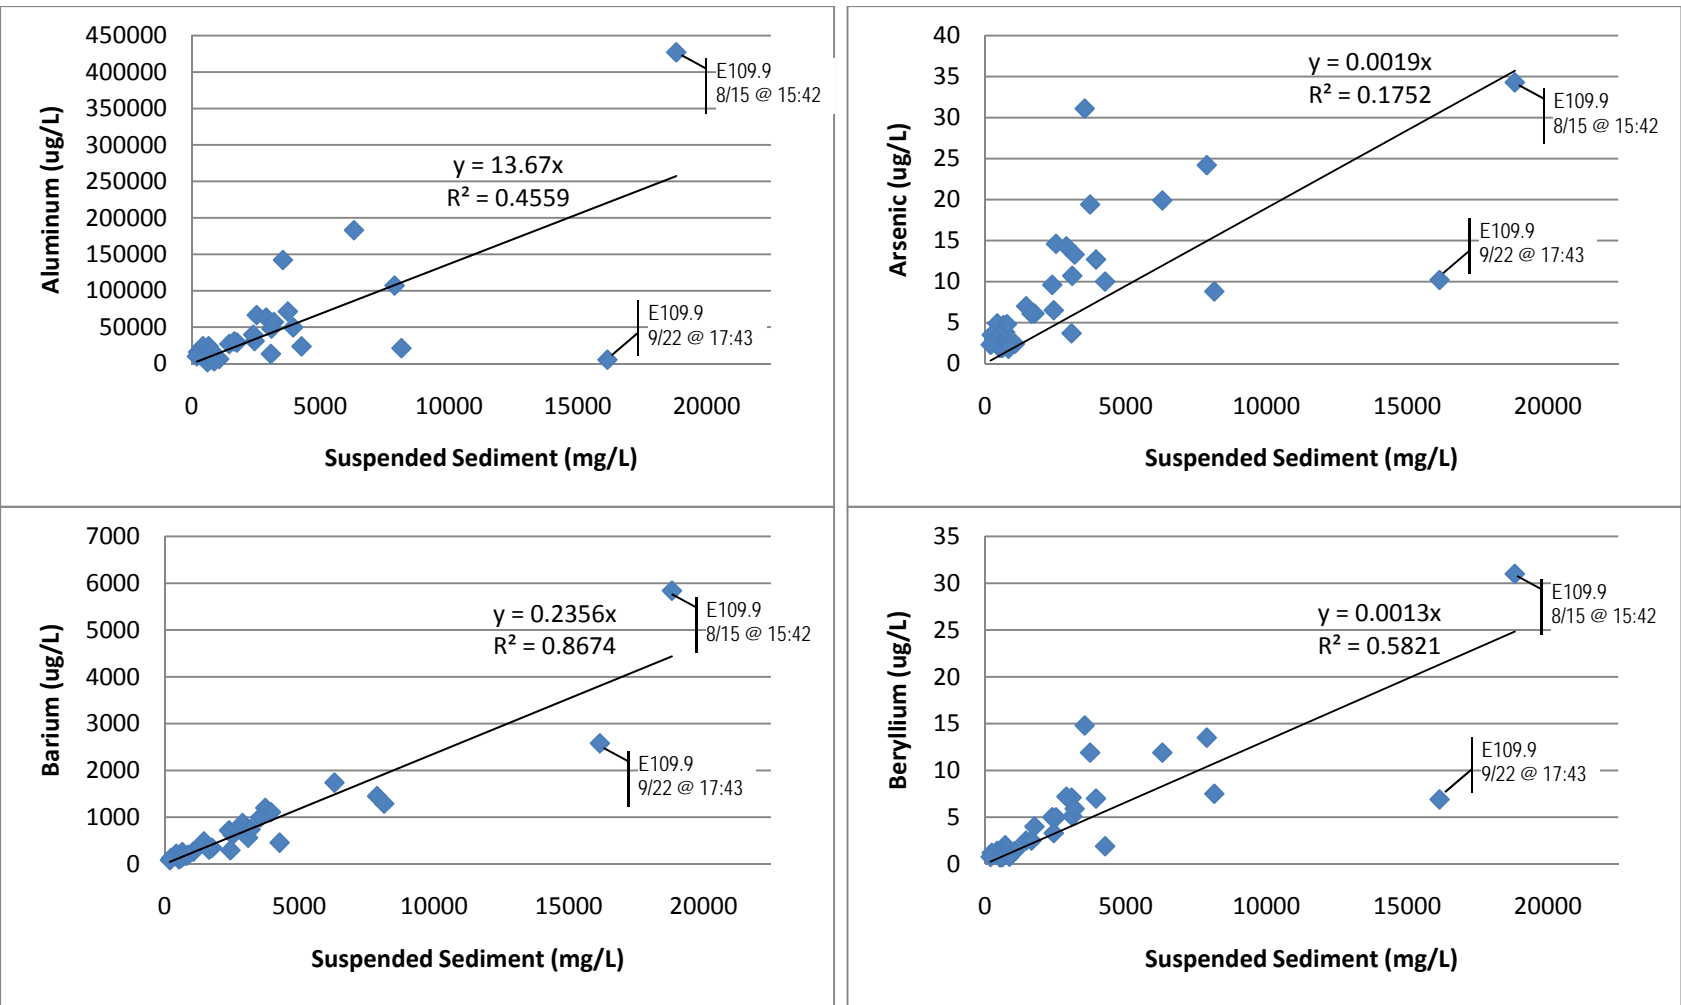 450000
400000
350000
300000
250000
200000
150000
100000
50000
0
Aluminum (ug/L)
y = 13.67x
R² = 0.4559
E109.9
8/15 @ 15:42
E109.9
9/22 @ 17:43
0 5000 10000 15000 20000
Suspended Sediment (mg/L)
40
35
30
25
20
15
10
5
0
Arsenic (ug/L)
y = 0.0019x
R² = 0.1752
E109.9
8/15 @ 15:42
E109.9
9/22 @ 17:43
0 5000 10000 15000 20000
Suspended Sediment (mg/L)
7000
6000
5000
4000
3000
2000
1000
0
Barium (ug/L)
y = 0.2356x
R² = 0.8674
E109.9
8/15 @ 15:42
E109.9
9/22 @ 17:43
0 5000 10000 15000 20000
Suspended Sediment (mg/L)
35
30
25
20
15
10
5
0
Beryllium (ug/L)
y = 0.0013x
R² = 0.5821
E109.9
8/15 @ 15:42
E109.9
9/22 @ 17:43
0 5000 10000 15000 20000
Suspended Sediment (mg/L)